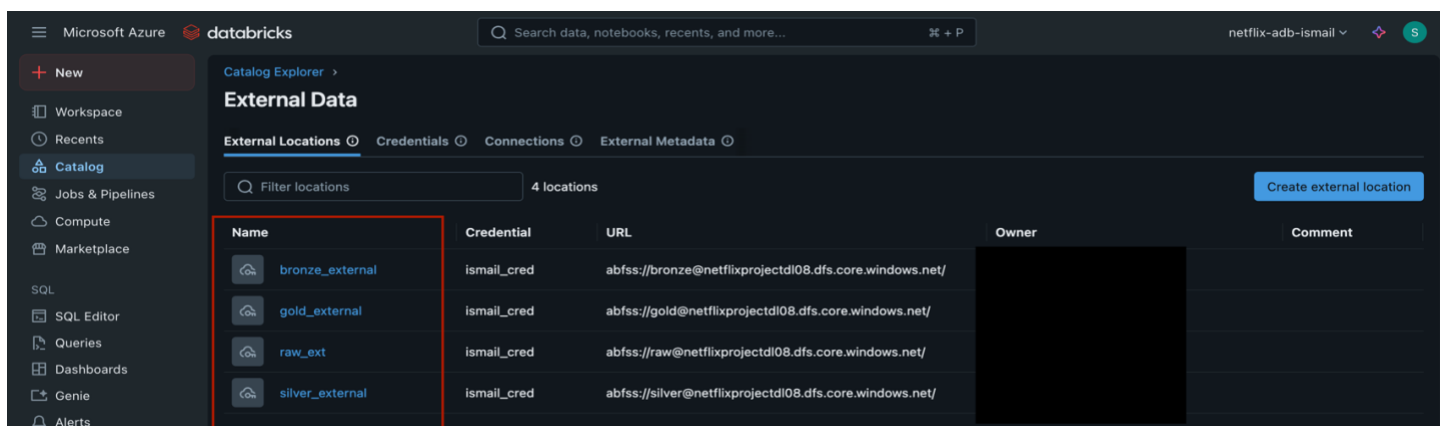 Microsoft Azure databricks Search data, notebooks, recents, and more... ⌘ + P netflix-adb-ismail S
New
Workspace
Recents
Catalog
Jobs & Pipelines
Compute
Marketplace
SQL
SQL Editor
Queries
Dashboards
Genie
Alerts
Catalog Explorer ›
External Data
External Locations Credentials Connections External Metadata
Filter locations 4 locations Create external location
Name Credential URL Owner Comment
bronze_external ismail_cred abfss://bronze@netflixprojectdl08.dfs.core.windows.net/
gold_external ismail_cred abfss://gold@netflixprojectdl08.dfs.core.windows.net/
raw_ext ismail_cred abfss://raw@netflixprojectdl08.dfs.core.windows.net/
silver_external ismail_cred abfss://silver@netflixprojectdl08.dfs.core.windows.net/